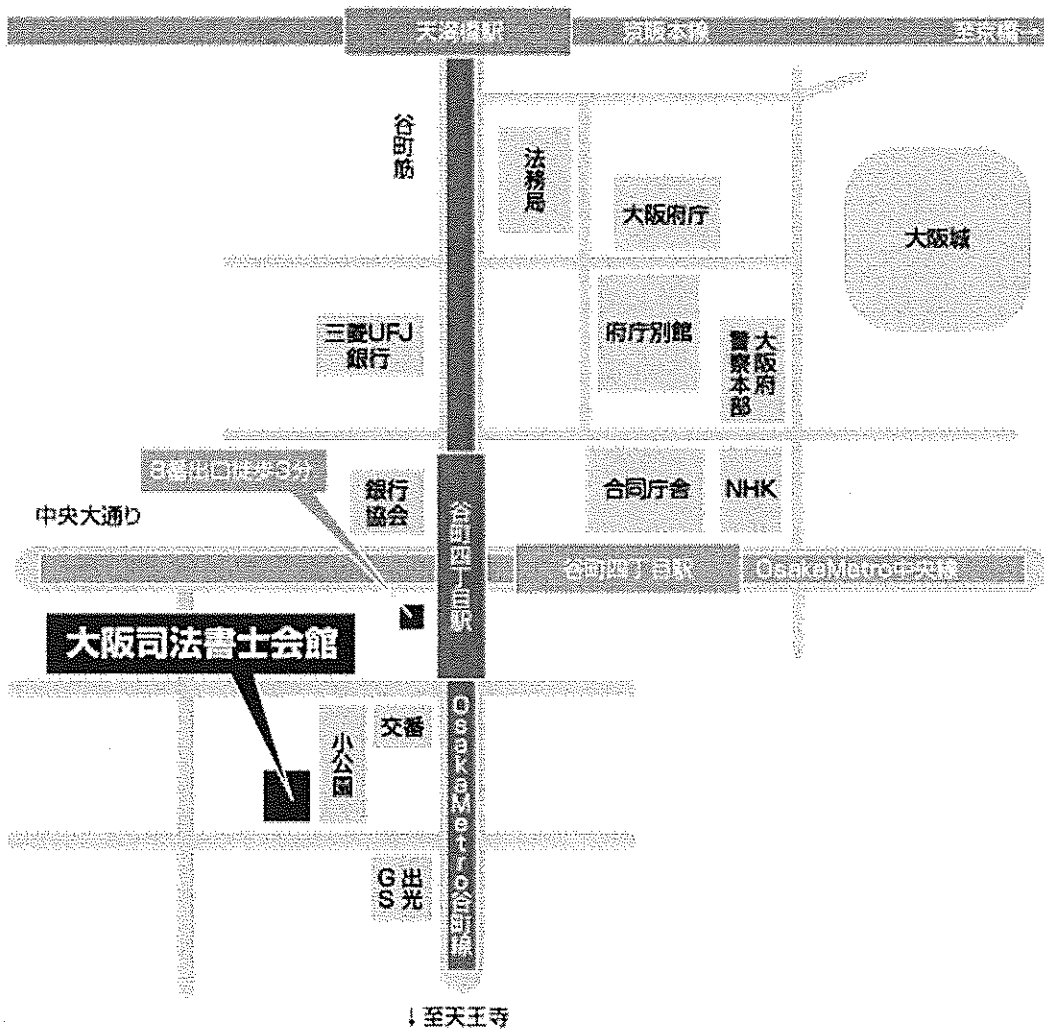 天満橋駅
京阪本線
至京橋→
谷町筋
法務局
大阪府庁
大阪城
三菱UFJ
銀行
府庁別館
大阪府
警察本部
8番出口徒歩3分
銀行
協会
合同庁舎
NHK
中央大通り
谷町四丁目駅
谷町四丁目駅
OsakeMetro中央線
大阪司法書士会館
交番
小公園
OsakaMetro谷町線
出光
GS
↓至天王寺